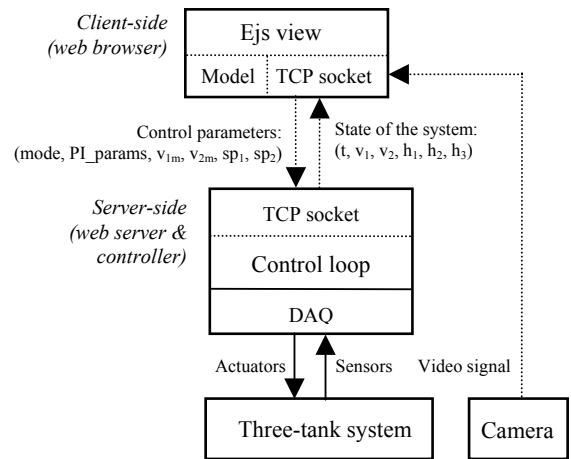 Client-side
(web browser)
Ejs view
Model
TCP socket
Control parameters:
(mode, PI_params, v1m, v2m, sp1, sp2)
State of the system:
(t, v1, v2, h1, h2, h3)
Server-side
(web server &
controller)
TCP socket
Control loop
DAQ
Actuators
Sensors
Video signal
Three-tank system
Camera